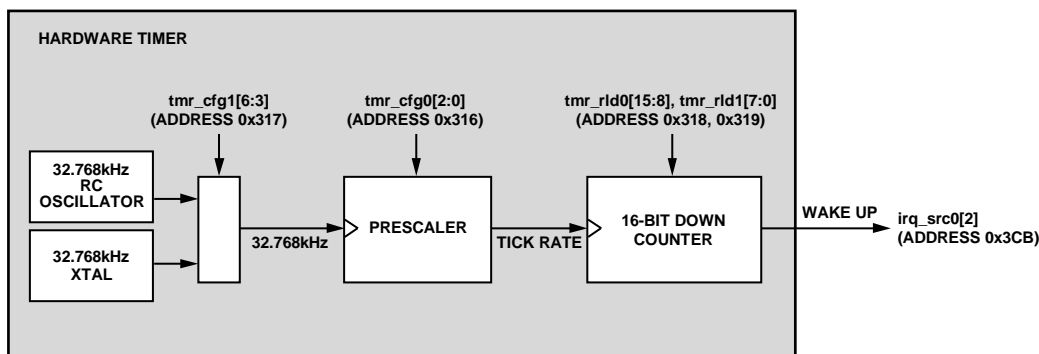 HARDWARE TIMER
tmr_cfg1[6:3]
(ADDRESS 0x317)
tmr_cfg0[2:0]
(ADDRESS 0x316)
tmr_rld0[15:8], tmr_rld1[7:0]
(ADDRESS 0x318, 0x319)
32.768kHz
RC
OSCILLATOR
32.768kHz
XTAL
32.768kHz
PRESCALER
TICK RATE
16-BIT DOWN
COUNTER
WAKE UP
irq_src0[2]
(ADDRESS 0x3CB)